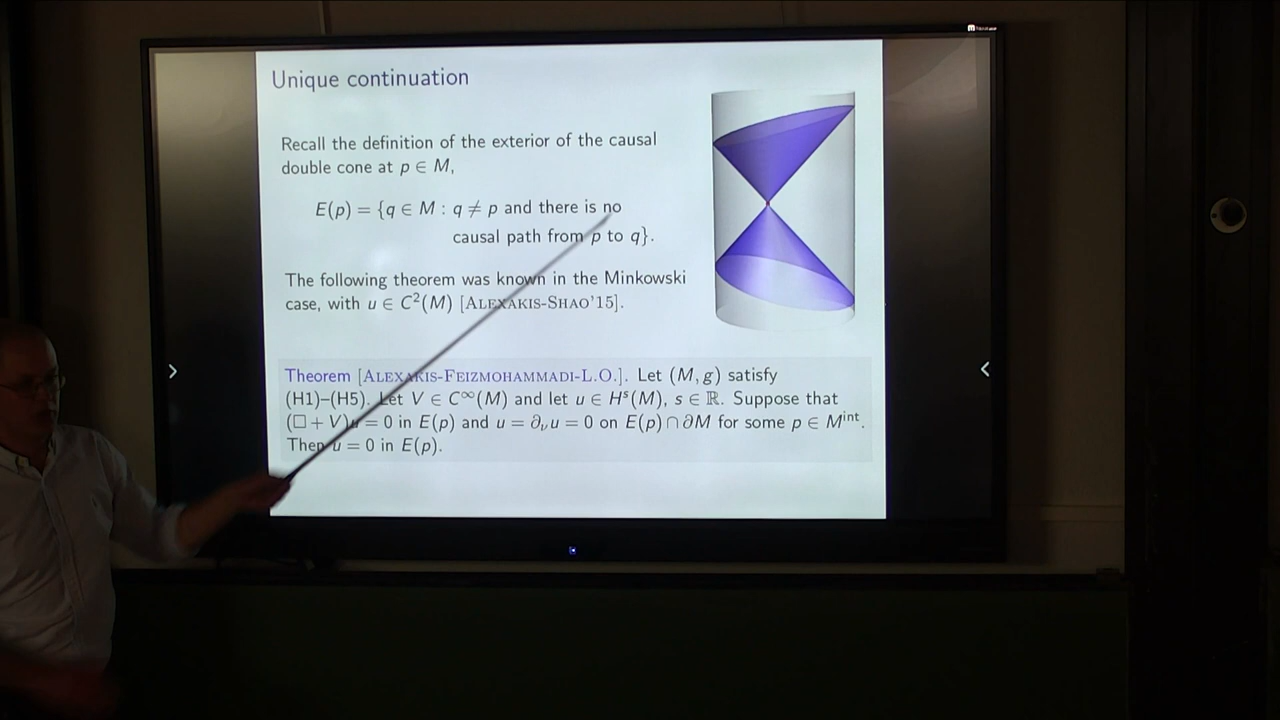 Unique continuation
Recall the definition of the exterior of the causal
double cone at p ∈ M,
E(p) = {q ∈ M : q ≠ p and there is no
causal path from p to q}.
The following theorem was known in the Minkowski
case, with u ∈ C²(M) [Alexakis-Shao'15].
Theorem [Alexakis-Feizmohammadi-L.O.]. Let (M, g) satisfy
(H1)–(H5). Let V ∈ C∞(M) and let u ∈ Hˢ(M), s ∈ ℝ. Suppose that
(□ + V)u = 0 in E(p) and u = ∂νu = 0 on E(p) ∩ ∂M for some p ∈ Mⁱⁿᵗ.
Then u = 0 in E(p).